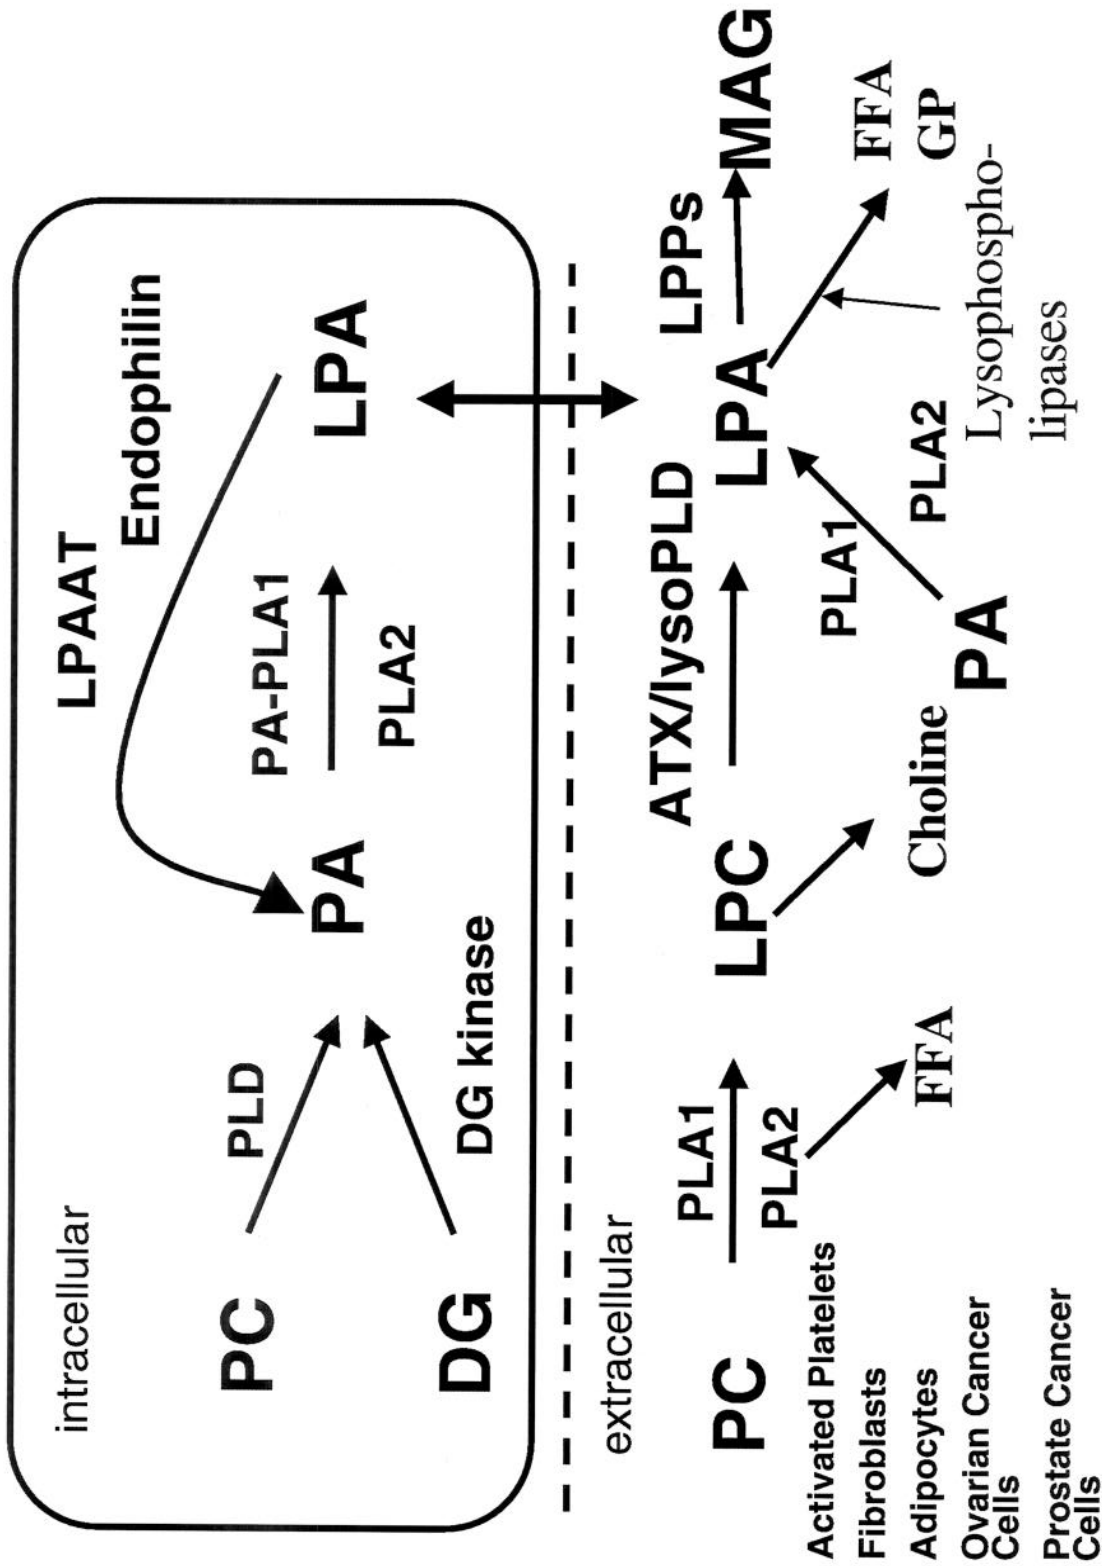 intracellular
LPAAT
Endophilin
PC
PLD
PA
PA-PLA1
LPA
PLA2
DG
DG kinase
extracellular
PC
PLA1
PLA2
FFA
LPC
ATX/lysoPLD
Choline
LPA
LPPs
MAG
PLA1
PLA2
PA
FFA
GP
Lysophospho-
lipases
Activated Platelets
Fibroblasts
Adipocytes
Ovarian Cancer
Cells
Prostate Cancer
Cells